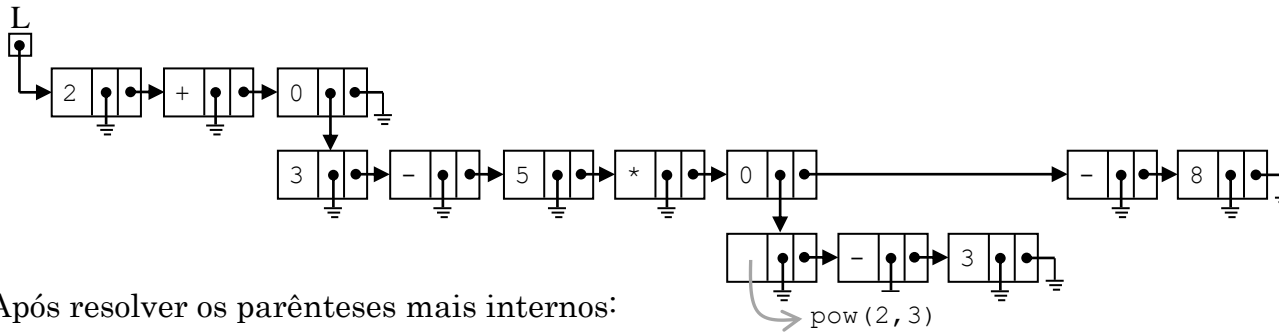 L
2 + 0
3 - 5 * 0 - 8
- 3
Após resolver os parênteses mais internos:
pow(2,3)